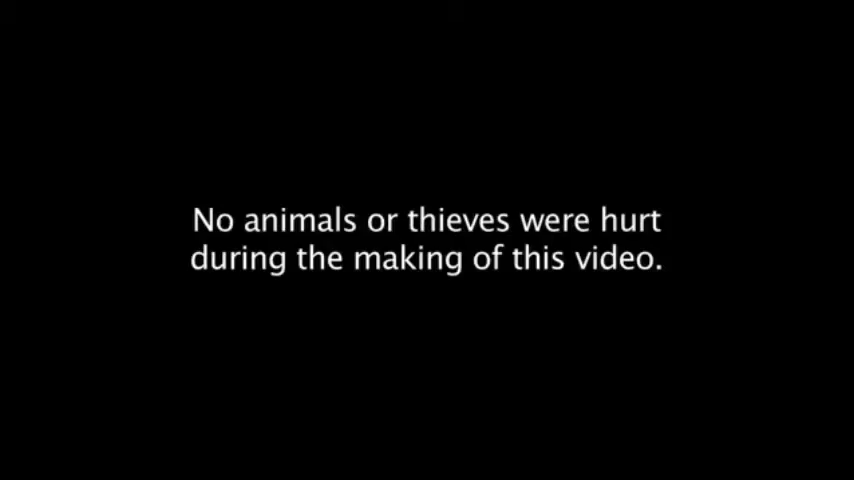 No animals or thieves were hurt
during the making of this video.